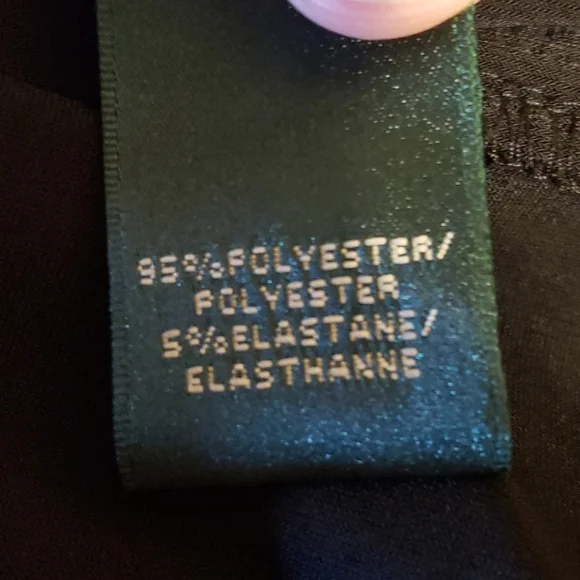 95%POLYESTER/
POLYESTER
5%ELASTANE/
ELASTHANNE